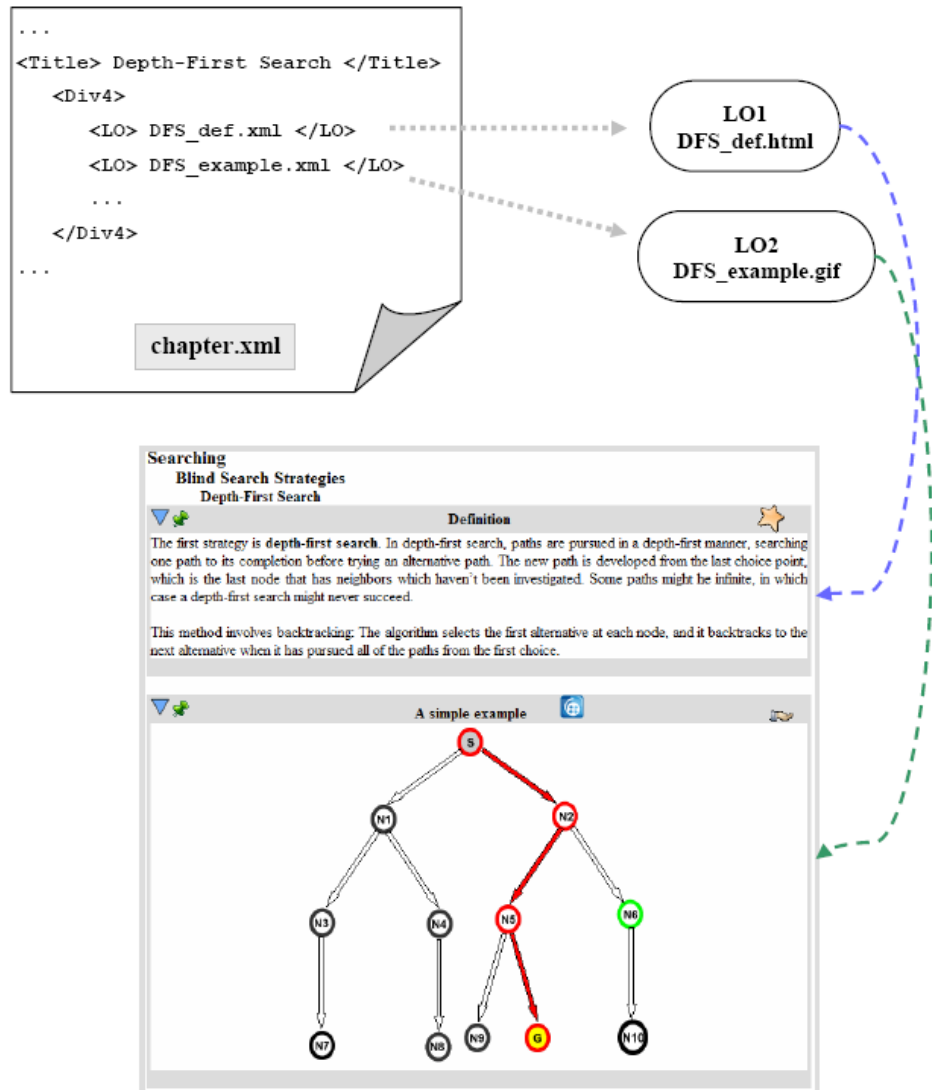 ...
<Title> Depth-First Search </Title>
<Div4>
<LO> DFS_def.xml </LO>
<LO> DFS_example.xml </LO>
...
</Div4>
...
chapter.xml
LO1
DFS_def.html
LO2
DFS_example.gif
Searching
Blind Search Strategies
Depth-First Search
Definition
The first strategy is depth-first search. In depth-first search, paths are pursued in a depth-first manner, searching
one path to its completion before trying an alternative path. The new path is developed from the last choice point,
which is the last node that has neighbors which haven't been investigated. Some paths might be infinite, in which
case a depth-first search might never succeed.
This method involves backtracking: The algorithm selects the first alternative at each node, and it backtracks to the
next alternative when it has pursued all of the paths from the first choice.
A simple example
S
N1
N2
N3
N4
N5
N6
N7
N8
N9
G
N10